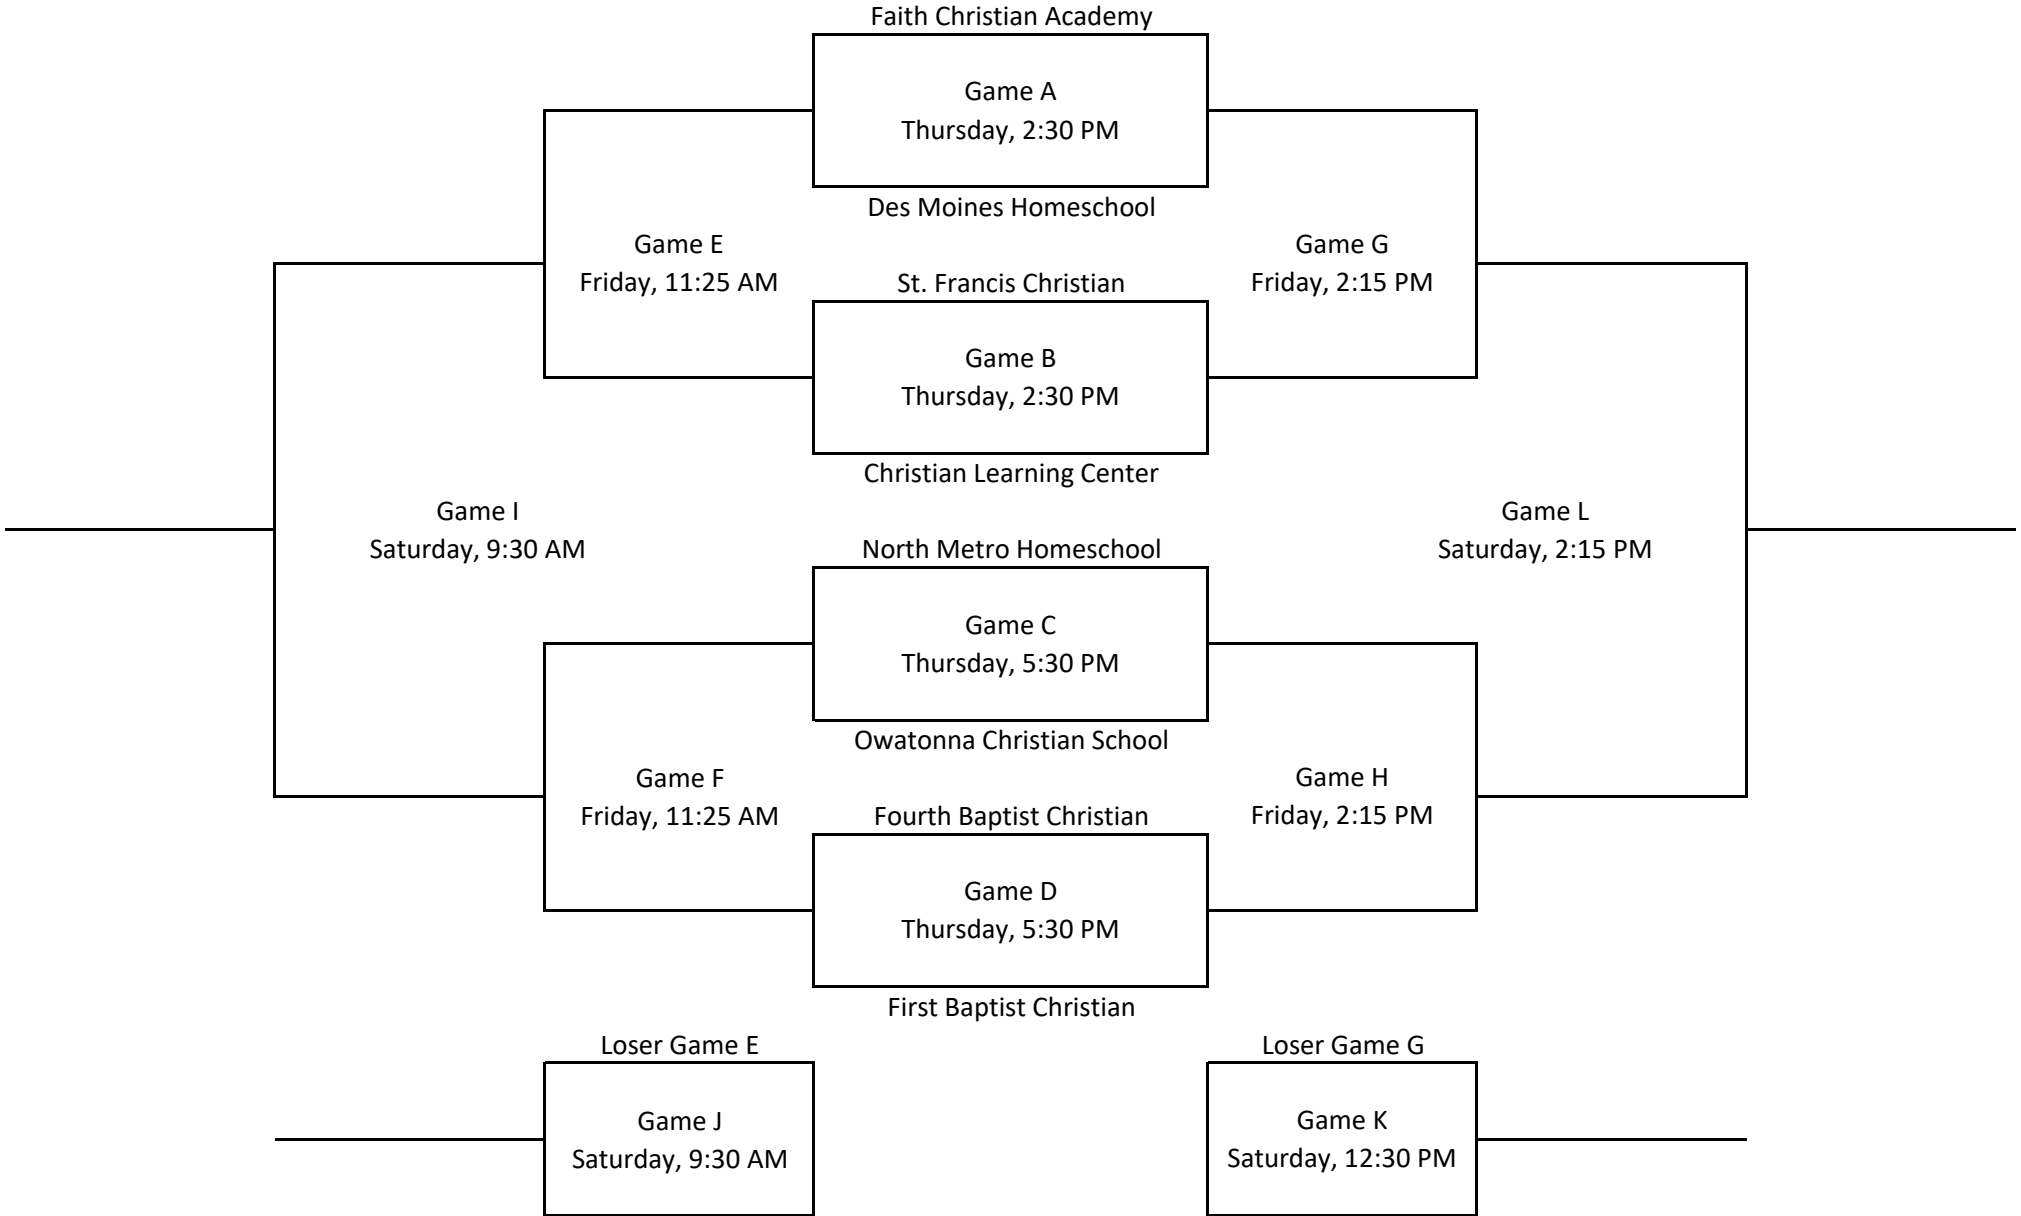 Faith Christian Academy
Game A
Thursday, 2:30 PM
Des Moines Homeschool
Game E
Friday, 11:25 AM
Game G
Friday, 2:15 PM
St. Francis Christian
Game B
Thursday, 2:30 PM
Christian Learning Center
Game I
Saturday, 9:30 AM
Game L
Saturday, 2:15 PM
North Metro Homeschool
Game C
Thursday, 5:30 PM
Owatonna Christian School
Game F
Friday, 11:25 AM
Game H
Friday, 2:15 PM
Fourth Baptist Christian
Game D
Thursday, 5:30 PM
First Baptist Christian
Loser Game E
Game J
Saturday, 9:30 AM
Loser Game G
Game K
Saturday, 12:30 PM